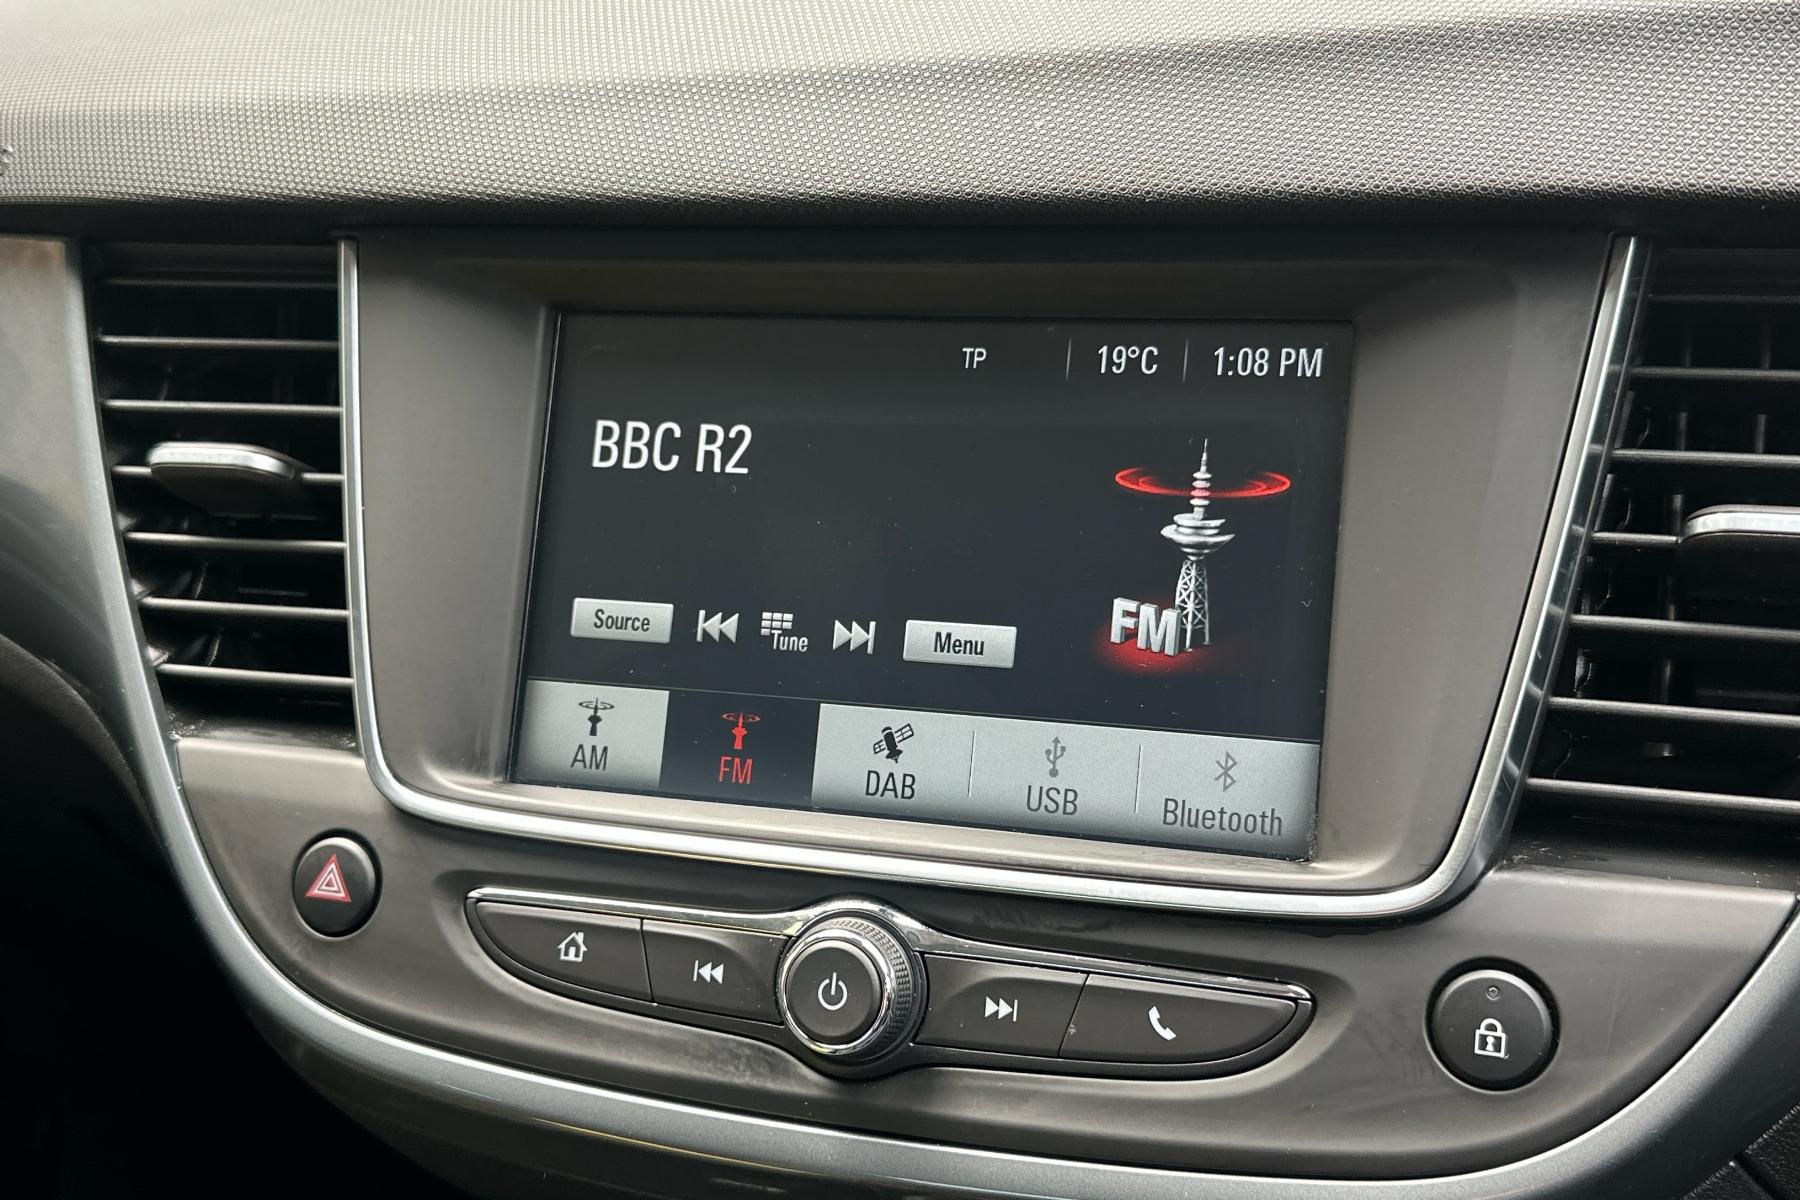 TP 19°C 1:08 PM
BBC R2
FM
Source Tune Menu
AM FM DAB USB Bluetooth